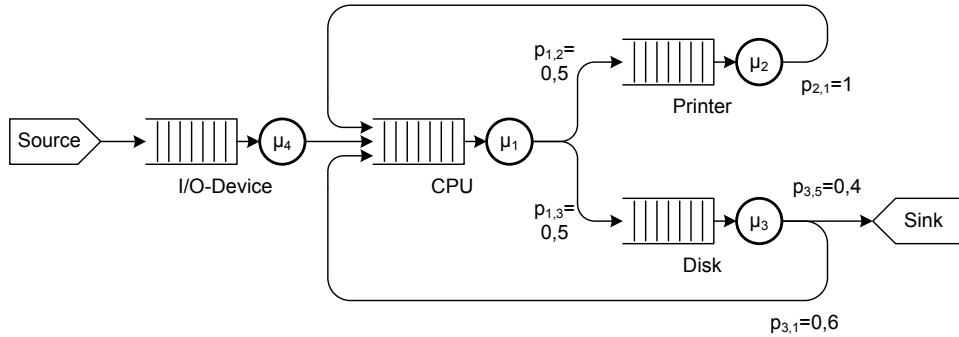 p1,2=
0,5
μ2
p2,1=1
Printer
Source
μ4
μ1
I/O-Device
CPU
p1,3=
0,5
p3,5=0,4
μ3
Sink
Disk
p3,1=0,6